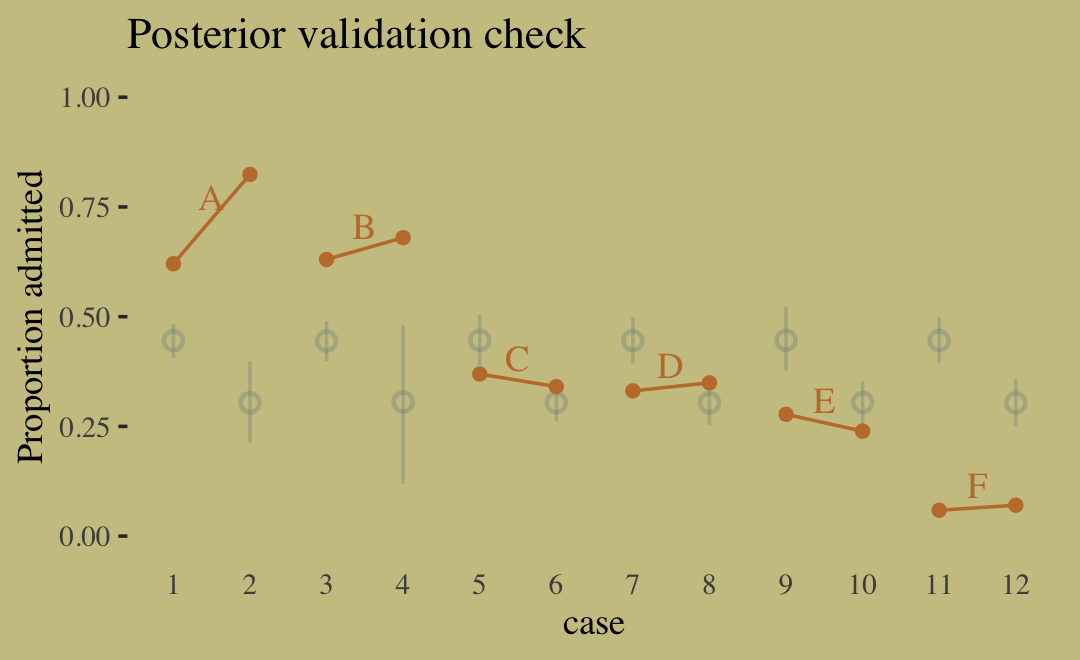 Posterior validation check
Proportion admitted
1.00
0.75
0.50
0.25
0.00
A
B
C
D
E
F
1 2 3 4 5 6 7 8 9 10 11 12
case